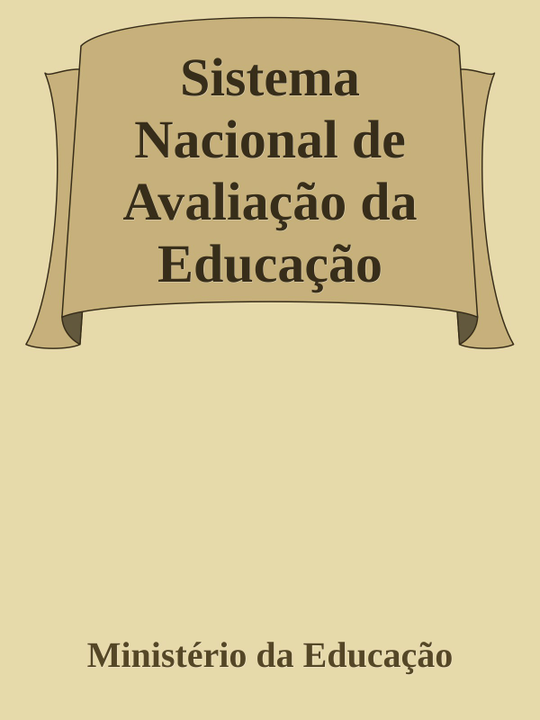 Sistema
Nacional de
Avaliação da
Educação
Ministério da Educação